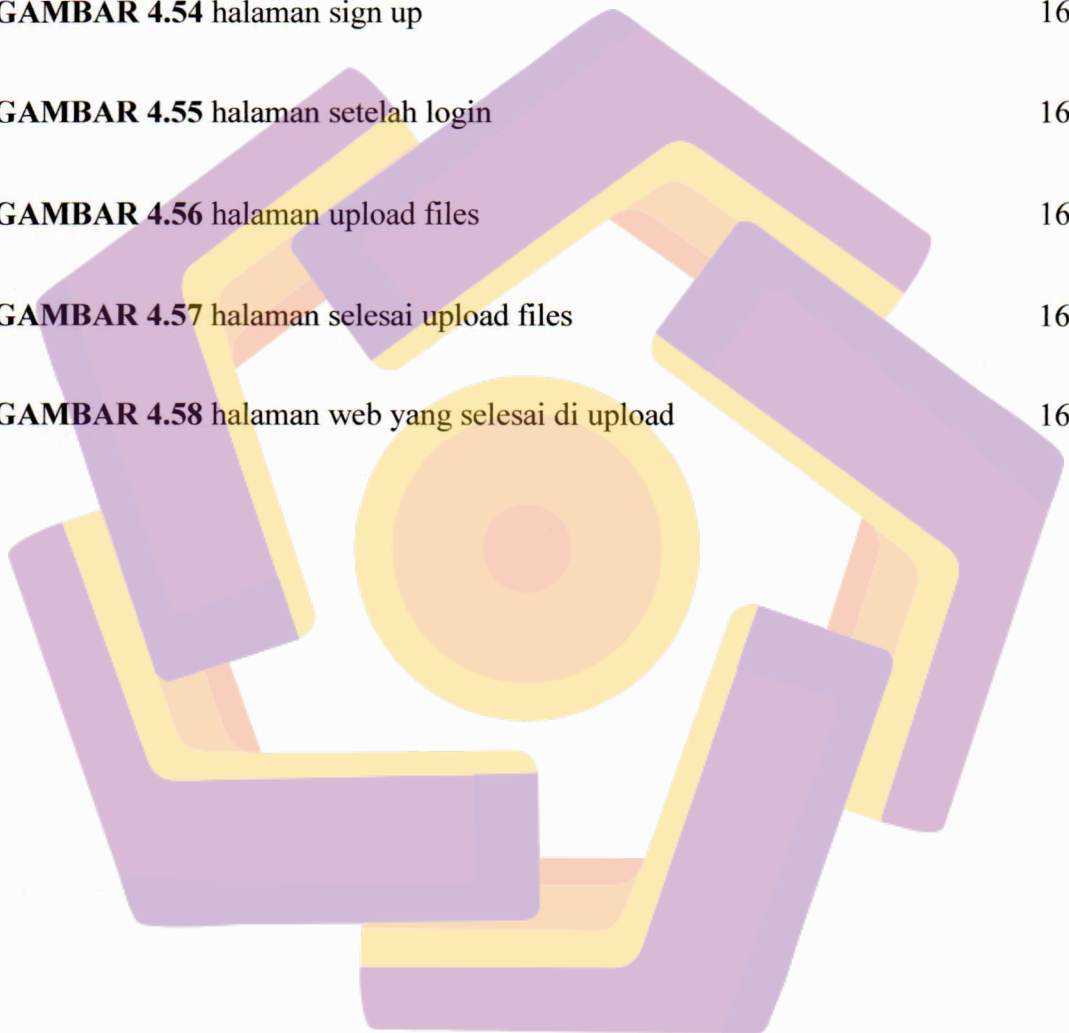 GAMBAR 4.54 halaman sign up 16
GAMBAR 4.55 halaman setelah login 16
GAMBAR 4.56 halaman upload files 16
GAMBAR 4.57 halaman selesai upload files 16
GAMBAR 4.58 halaman web yang selesai di upload 16